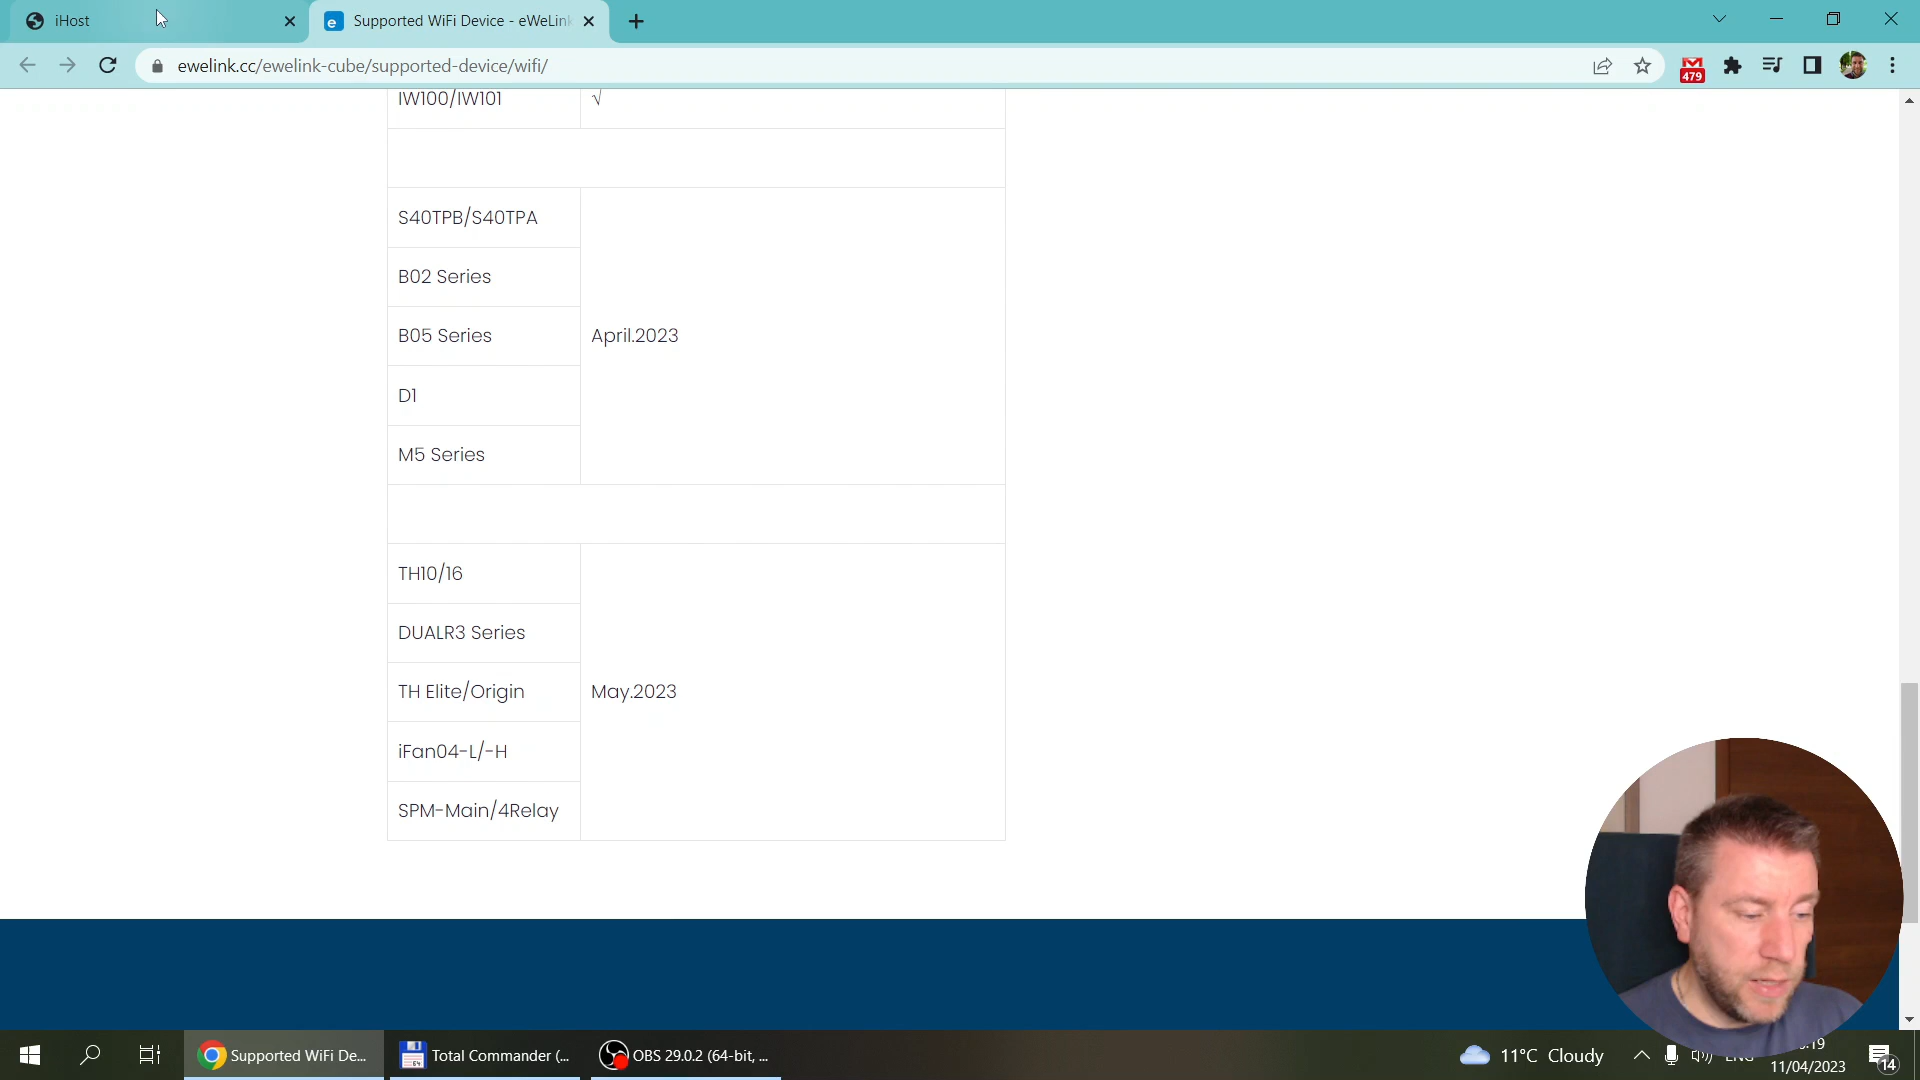 iHost
Supported WiFi Device - eWeLink
ewelink.cc/ewelink-cube/supported-device/wifi/
479
IW100/IW101 √
S40TPB/S40TPA
B02 Series
B05 Series
April.2023
D1
M5 Series
TH10/16
DUALR3 Series
TH Elite/Origin
May.2023
iFan04-L/-H
SPM-Main/4Relay
Supported WiFi De...
Total Commander (...
OBS 29.0.2 (64-bit, ...
11°C Cloudy
11/04/2023
14